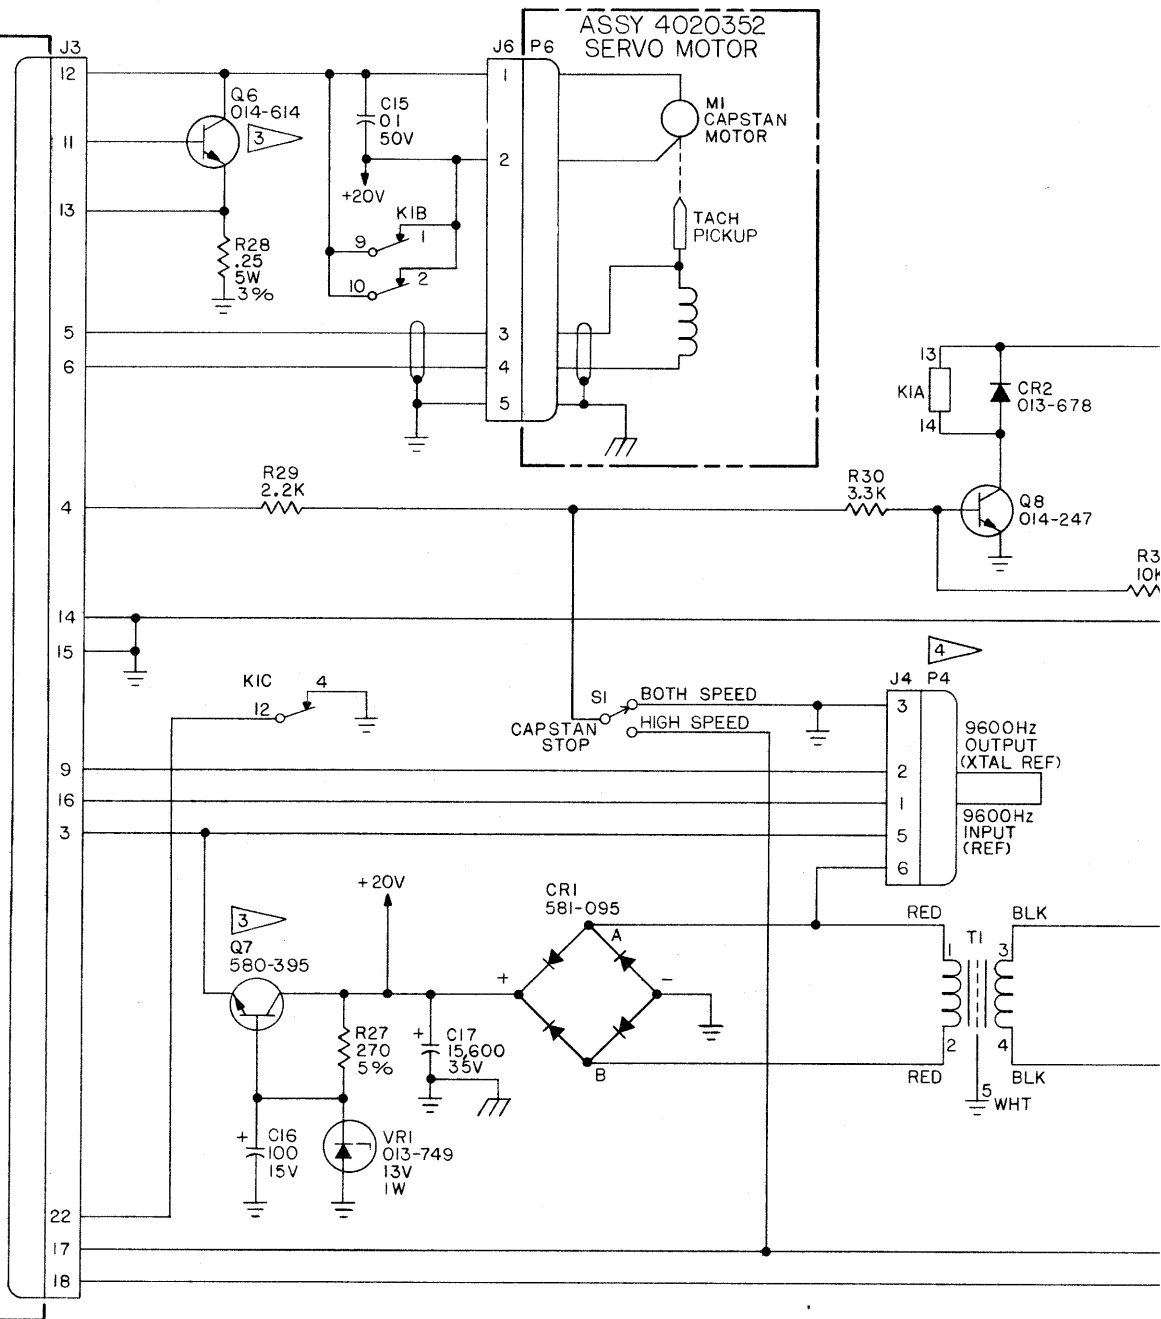 ASSY 4020352
SERVO MOTOR
J3
J6 P6
12
1
Q6
014-614
3
C15
01
50V
M1
CAPSTAN
MOTOR
11
2
+20V
13
K1B
9 1
10 2
TACH
PICKUP
R28
.25
5W
3%
5
3
6
4
5
13
K1A
14
CR2
013-678
R29
2.2K
R30
3.3K
4
Q8
014-247
R3
10K
14
15
4
K1C
12 4
S1
BOTH SPEED
HIGH SPEED
CAPSTAN
STOP
J4 P4
3
9600Hz
OUTPUT
(XTAL REF)
9
2
16
1
9600Hz
INPUT
(REF)
3
5
6
+20V
CR1
581-095
RED
BLK
3
Q7
580-395
A
+
-
B
T1
1
3
2
4
R27
270
5%
+ C17
15,600
35V
RED
BLK
5
WHT
+ C16
100
15V
VR1
013-749
13V
1W
22
17
18